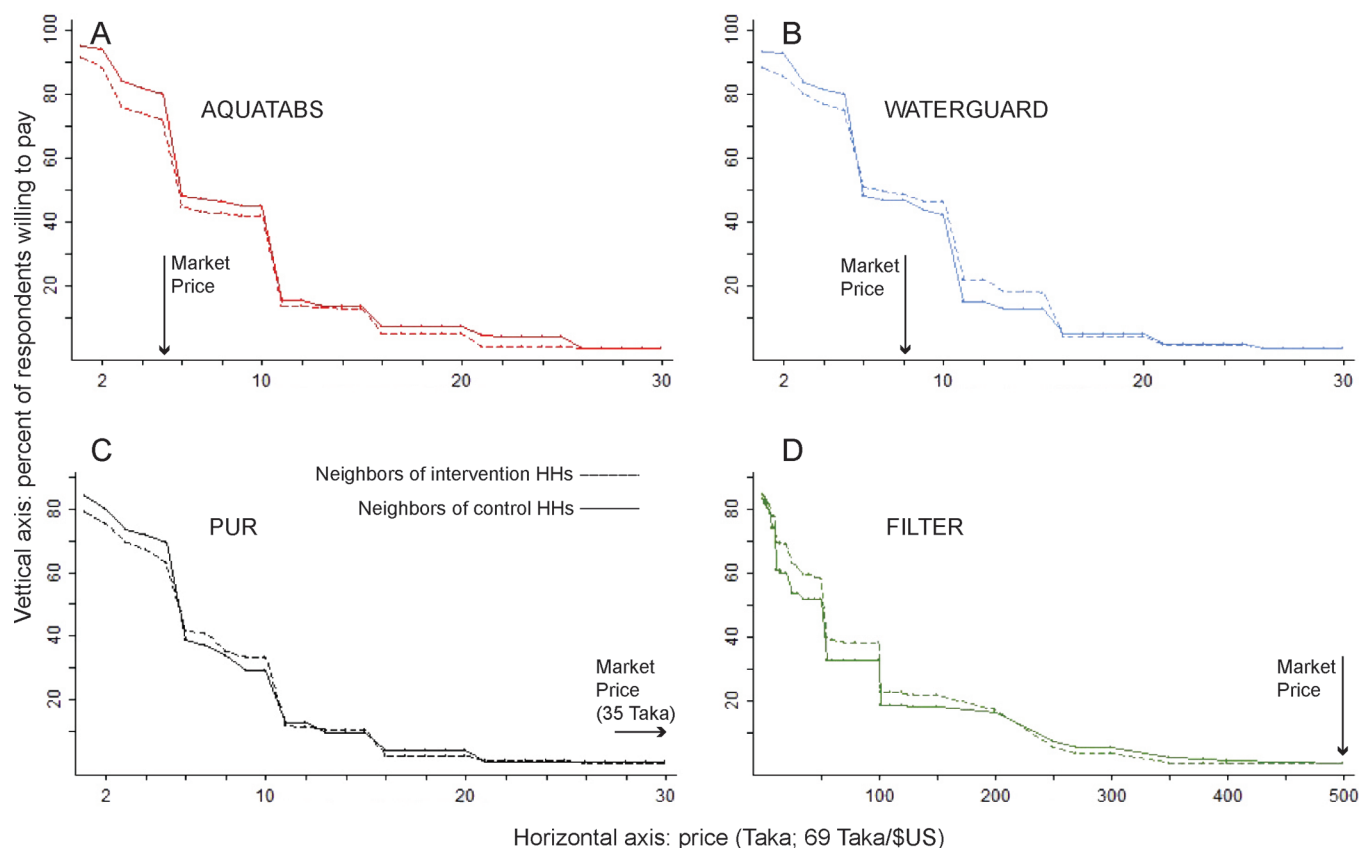 Vettical axis: percent of respondents willing to pay
A
AQUATABS
Market
Price
100
80
60
40
20
2
10
20
30
B
WATERGUARD
Market
Price
100
80
60
40
20
2
10
20
30
C
PUR
Neighbors of intervention HHs
Neighbors of control HHs
Market
Price
(35 Taka)
80
60
40
20
2
10
20
30
D
FILTER
Market
Price
80
60
40
20
100
200
300
400
500
Horizontal axis: price (Taka; 69 Taka/$US)